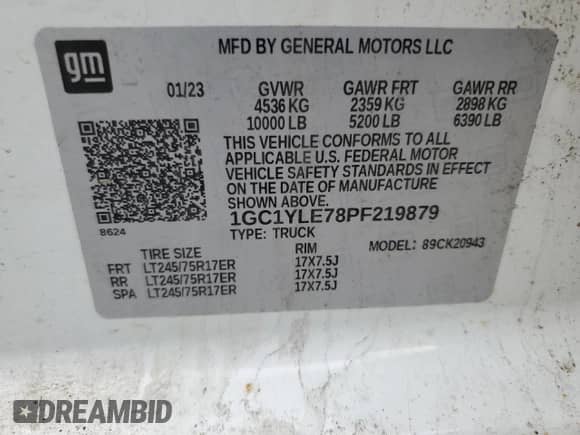 gm
MFD BY GENERAL MOTORS LLC
01/23 GVWR GAWR FRT GAWR RR
4536 KG 2359 KG 2898 KG
10000 LB 5200 LB 6390 LB
THIS VEHICLE CONFORMS TO ALL
APPLICABLE U.S. FEDERAL MOTOR
VEHICLE SAFETY STANDARDS IN EFFECT
ON THE DATE OF MANUFACTURE
SHOWN ABOVE.
8624
1GC1YLE78PF219879
TYPE: TRUCK MODEL: 89CK20943
TIRE SIZE RIM
FRT LT245/75R17ER 17X7.5J
RR LT245/75R17ER 17X7.5J
SPA LT245/75R17ER 17X7.5J
DREAMBID